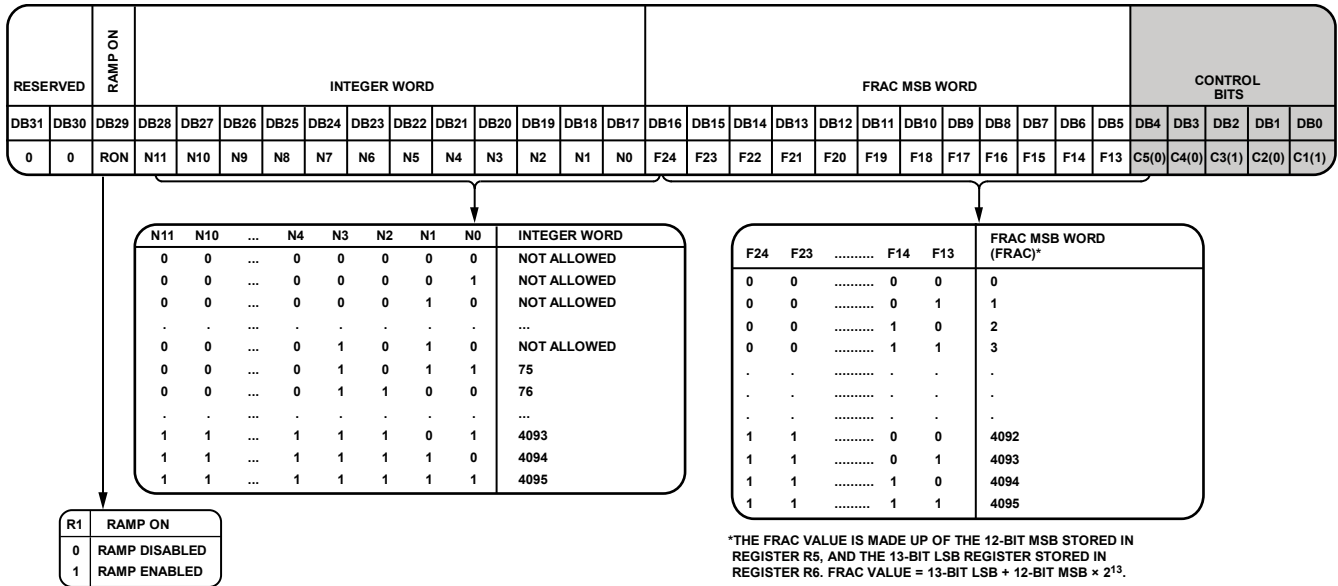 RESERVED RAMP ON INTEGER WORD FRAC MSB WORD CONTROL BITS
DB31 DB30 DB29 DB28 DB27 DB26 DB25 DB24 DB23 DB22 DB21 DB20 DB19 DB18 DB17 DB16 DB15 DB14 DB13 DB12 DB11 DB10 DB9 DB8 DB7 DB6 DB5 DB4 DB3 DB2 DB1 DB0
0 0 RON N11 N10 N9 N8 N7 N6 N5 N4 N3 N2 N1 N0 F24 F23 F22 F21 F20 F19 F18 F17 F16 F15 F14 F13 C5(0) C4(0) C3(1) C2(0) C1(1)
N11 N10 ... N4 N3 N2 N1 N0 INTEGER WORD
0 0 ... 0 0 0 0 0 NOT ALLOWED
0 0 ... 0 0 0 0 1 NOT ALLOWED
0 0 ... 0 0 0 1 0 NOT ALLOWED
. . ... . . . . . ...
0 0 ... 0 1 0 1 0 NOT ALLOWED
0 0 ... 0 1 0 1 1 75
0 0 ... 0 1 1 0 0 76
. . ... . . . . . ...
1 1 ... 1 1 1 0 1 4093
1 1 ... 1 1 1 1 0 4094
1 1 ... 1 1 1 1 1 4095
F24 F23 .......... F14 F13 FRAC MSB WORD
(FRAC)*
0 0 .......... 0 0 0
0 0 .......... 0 1 1
0 0 .......... 1 0 2
0 0 .......... 1 1 3
. . .......... . . .
. . .......... . . .
. . .......... . . .
1 1 .......... 0 0 4092
1 1 .......... 0 1 4093
1 1 .......... 1 0 4094
1 1 ......... 1 1 4095
R1 RAMP ON
0 RAMP DISABLED
1 RAMP ENABLED
*THE FRAC VALUE IS MADE UP OF THE 12-BIT MSB STORED IN
REGISTER R5, AND THE 13-BIT LSB REGISTER STORED IN
REGISTER R6. FRAC VALUE = 13-BIT LSB + 12-BIT MSB × 2¹³.